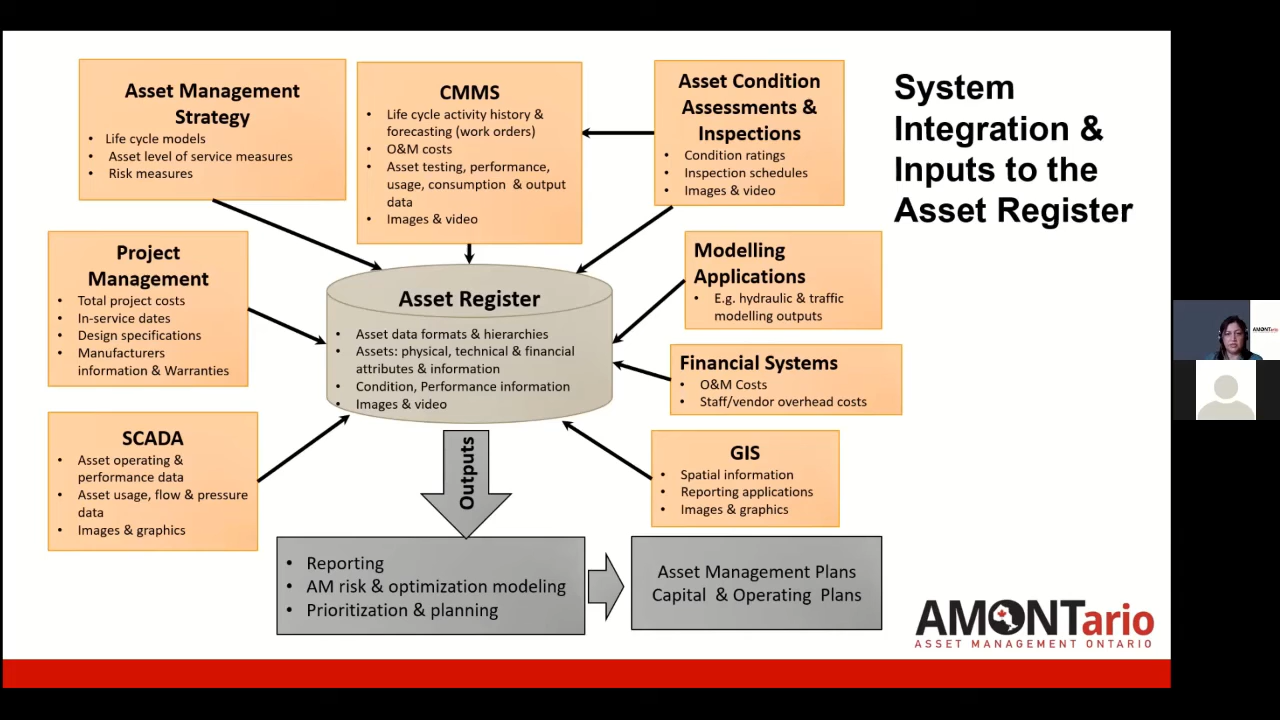 System
Integration &
Inputs to the
Asset Register
Asset Management
Strategy
• Life cycle models
• Asset level of service measures
• Risk measures
CMMS
• Life cycle activity history &
forecasting (work orders)
• O&M costs
• Asset testing, performance,
usage, consumption & output
data
• Images & video
Asset Condition
Assessments &
Inspections
• Condition ratings
• Inspection schedules
• Images & video
Project
Management
• Total project costs
• In-service dates
• Design specifications
• Manufacturers
information & Warranties
Modelling
Applications
• E.g. hydraulic & traffic
modelling outputs
Asset Register
• Asset data formats & hierarchies
• Assets: physical, technical & financial
attributes & information
• Condition, Performance information
• Images & video
Financial Systems
• O&M Costs
• Staff/vendor overhead costs
SCADA
• Asset operating &
performance data
• Asset usage, flow & pressure
data
• Images & graphics
GIS
• Spatial information
• Reporting applications
• Images & graphics
Outputs
• Reporting
• AM risk & optimization modeling
• Prioritization & planning
Asset Management Plans
Capital & Operating Plans
AMONTario
ASSET MANAGEMENT ONTARIO
AMONTario